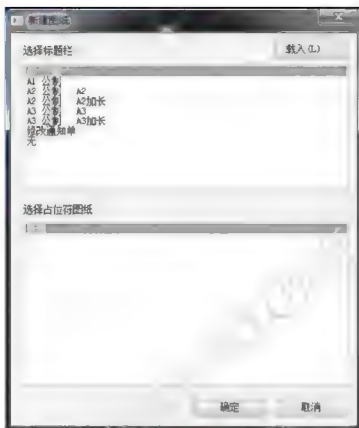 新建图纸
选择标题栏
载入(L)
A1 公制
A2 公制 A2
A2 公制 A2加长
A3 公制 A3
A3 公制 A3加长
修改通知单
无
选择占位符图纸
确定
取消